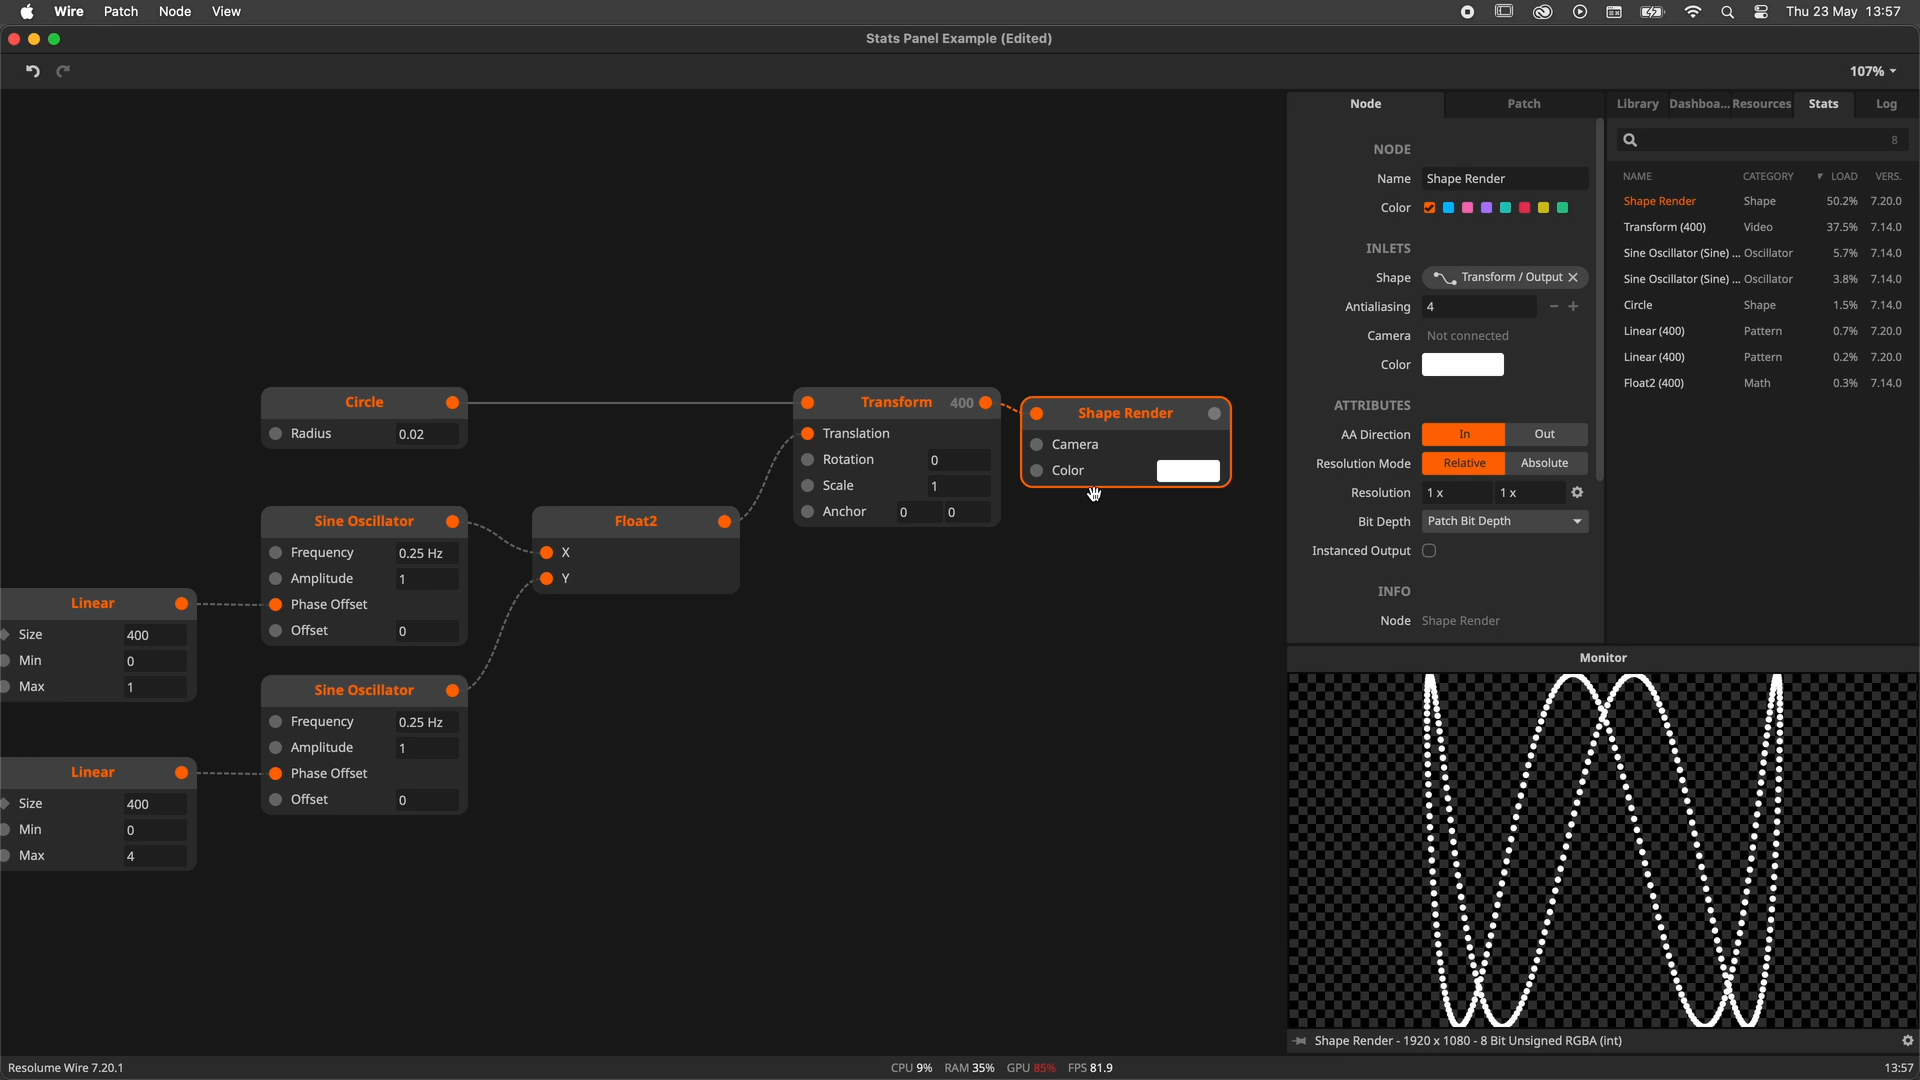 Wire Patch Node View Thu 23 May 13:57
Stats Panel Example (Edited)
107%
Circle
Radius 0.02
Sine Oscillator
Frequency 0.25 Hz
Amplitude 1
Phase Offset
Offset 0
Linear
Size 400
Min 0
Max 1
Sine Oscillator
Frequency 0.25 Hz
Amplitude 1
Phase Offset
Offset 0
Linear
Size 400
Min 0
Max 4
Float2
X
Y
Transform 400
Translation
Rotation 0
Scale 1
Anchor 0 0
Shape Render
Camera
Color
Node Patch
NODE
Name Shape Render
Color
INLETS
Shape Transform / Output
Antialiasing 4
Camera Not connected
Color
ATTRIBUTES
AA Direction In Out
Resolution Mode Relative Absolute
Resolution 1 x 1 x
Bit Depth Patch Bit Depth
Instanced Output
INFO
Node Shape Render
Library Dashboa... Resources Stats Log
8
NAME CATEGORY LOAD VERS.
Shape Render Shape 50.2% 7.20.0
Transform (400) Video 37.5% 7.14.0
Sine Oscillator (Sine) ... Oscillator 5.7% 7.14.0
Sine Oscillator (Sine) ... Oscillator 3.8% 7.14.0
Circle Shape 1.5% 7.14.0
Linear (400) Pattern 0.7% 7.20.0
Linear (400) Pattern 0.2% 7.20.0
Float2 (400) Math 0.3% 7.14.0
Monitor
Shape Render - 1920 x 1080 - 8 Bit Unsigned RGBA (int)
Resolume Wire 7.20.1 CPU 9% RAM 35% GPU 85% FPS 81.9 13:57